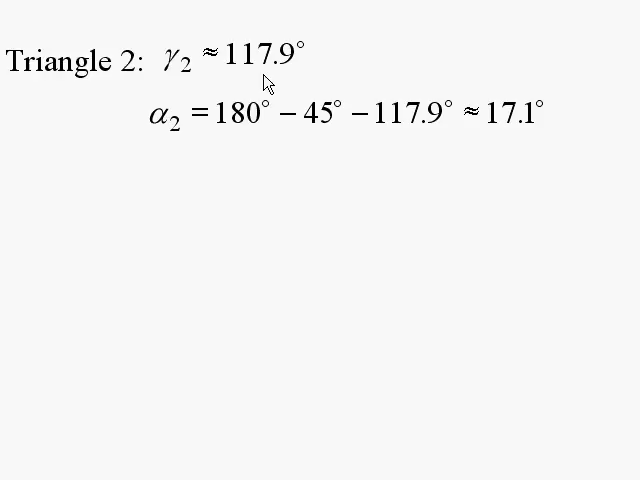 Triangle 2: γ₂ ≈ 117.9°
α₂ = 180° − 45° − 117.9° ≈ 17.1°